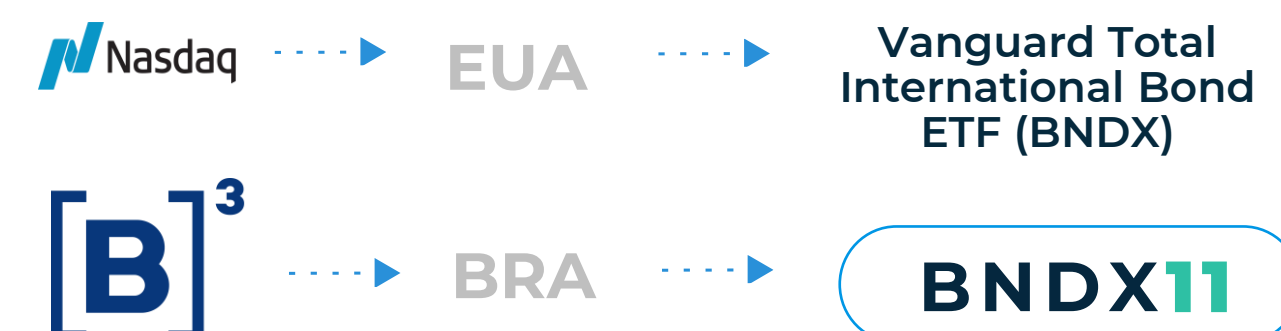 Nasdaq
EUA
Vanguard Total
International Bond
ETF (BNDX)
[B]³
BRA
BNDX11